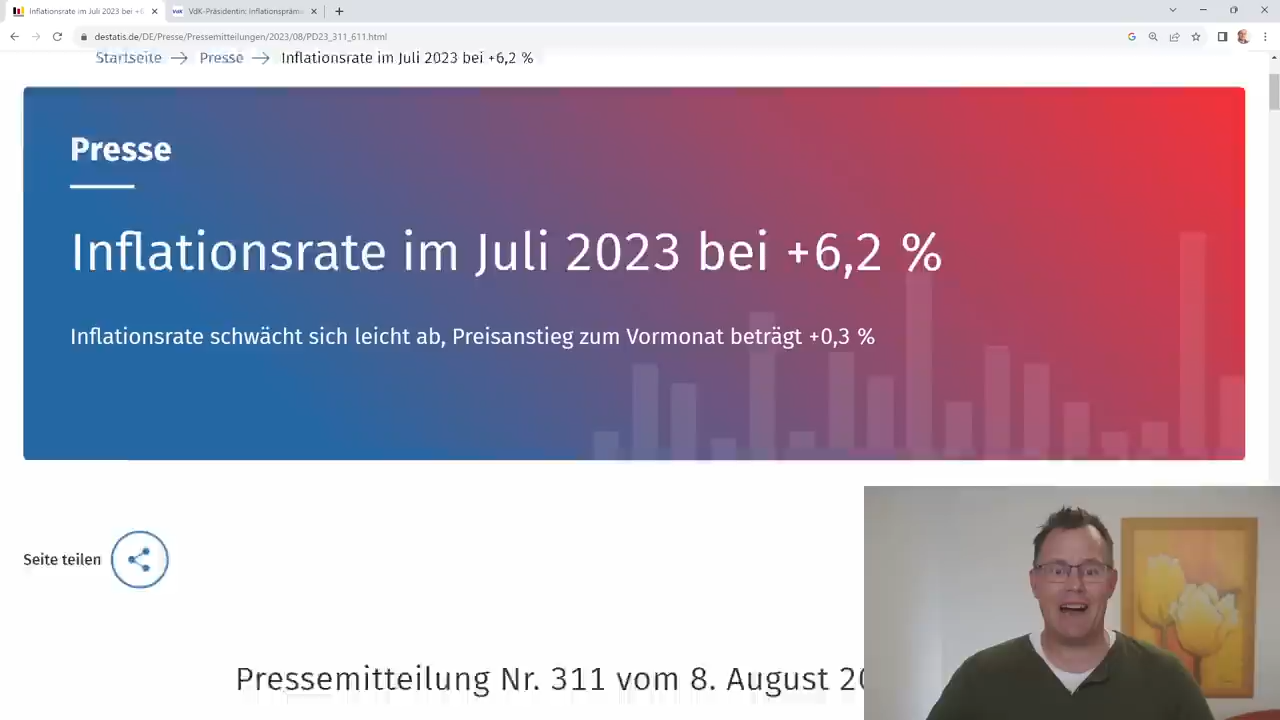 Inflationsrate im Juli 2023 bei +6
VdK-Präsidentin: Inflationspräm
destatis.de/DE/Presse/Pressemitteilungen/2023/08/PD23_311_611.html
Startseite → Presse → Inflationsrate im Juli 2023 bei +6,2 %
Presse
Inflationsrate im Juli 2023 bei +6,2 %
Inflationsrate schwächt sich leicht ab, Preisanstieg zum Vormonat beträgt +0,3 %
Seite teilen
Pressemitteilung Nr. 311 vom 8. August 20